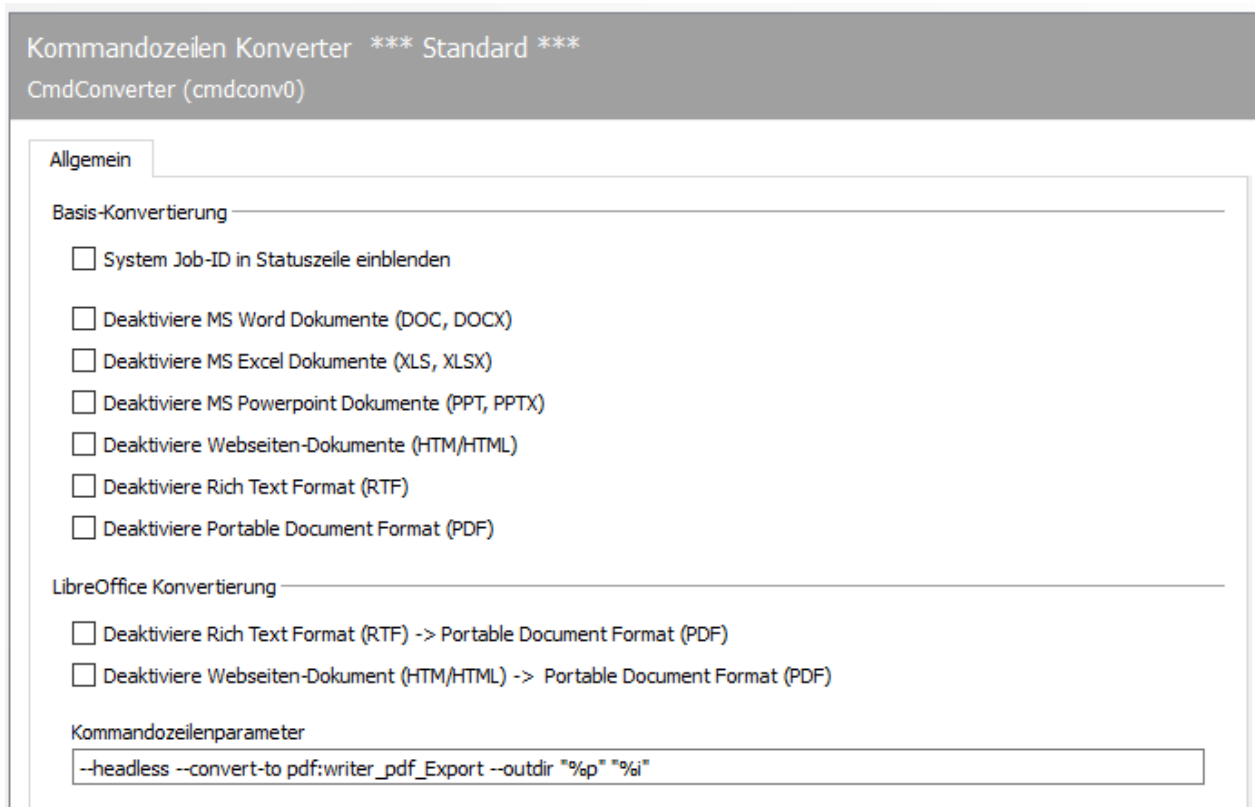 Kommandozeilen Konverter *** Standard ***
CmdConverter (cmdconv0)
Allgemein
Basis-Konvertierung
System Job-ID in Statuszeile einblenden
Deaktiviere MS Word Dokumente (DOC, DOCX)
Deaktiviere MS Excel Dokumente (XLS, XLSX)
Deaktiviere MS Powerpoint Dokumente (PPT, PPTX)
Deaktiviere Webseiten-Dokumente (HTM/HTML)
Deaktiviere Rich Text Format (RTF)
Deaktiviere Portable Document Format (PDF)
LibreOffice Konvertierung
Deaktiviere Rich Text Format (RTF) -> Portable Document Format (PDF)
Deaktiviere Webseiten-Dokument (HTM/HTML) -> Portable Document Format (PDF)
Kommandozeilenparameter
--headless --convert-to pdf:writer_pdf_Export --outdir "%p" "%i"